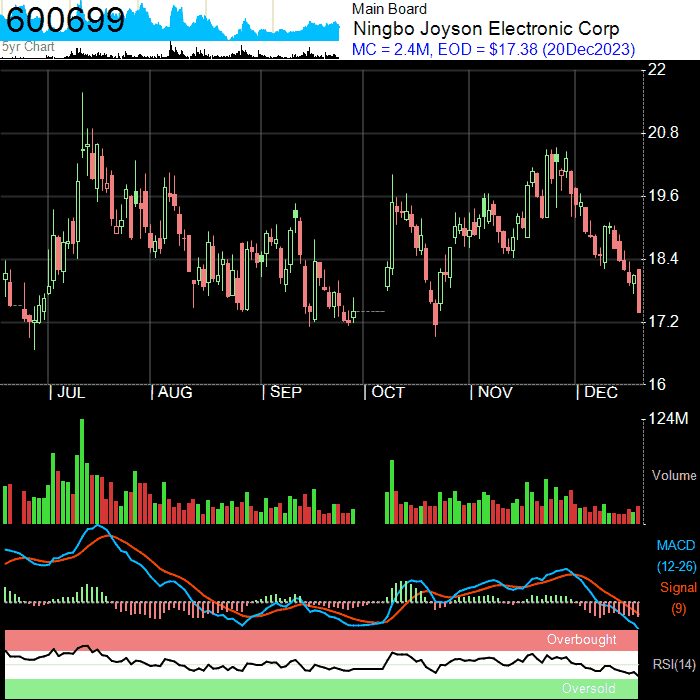 600699
5yr Chart
Main Board
Ningbo Joyson Electronic Corp
MC = 2.4M, EOD = $17.38 (20Dec2023)
22
20.8
19.6
18.4
17.2
16
| JUL | AUG | SEP | OCT | NOV | DEC
124M
Volume
MACD
(12-26)
Signal
(9)
Overbought
RSI(14)
Oversold